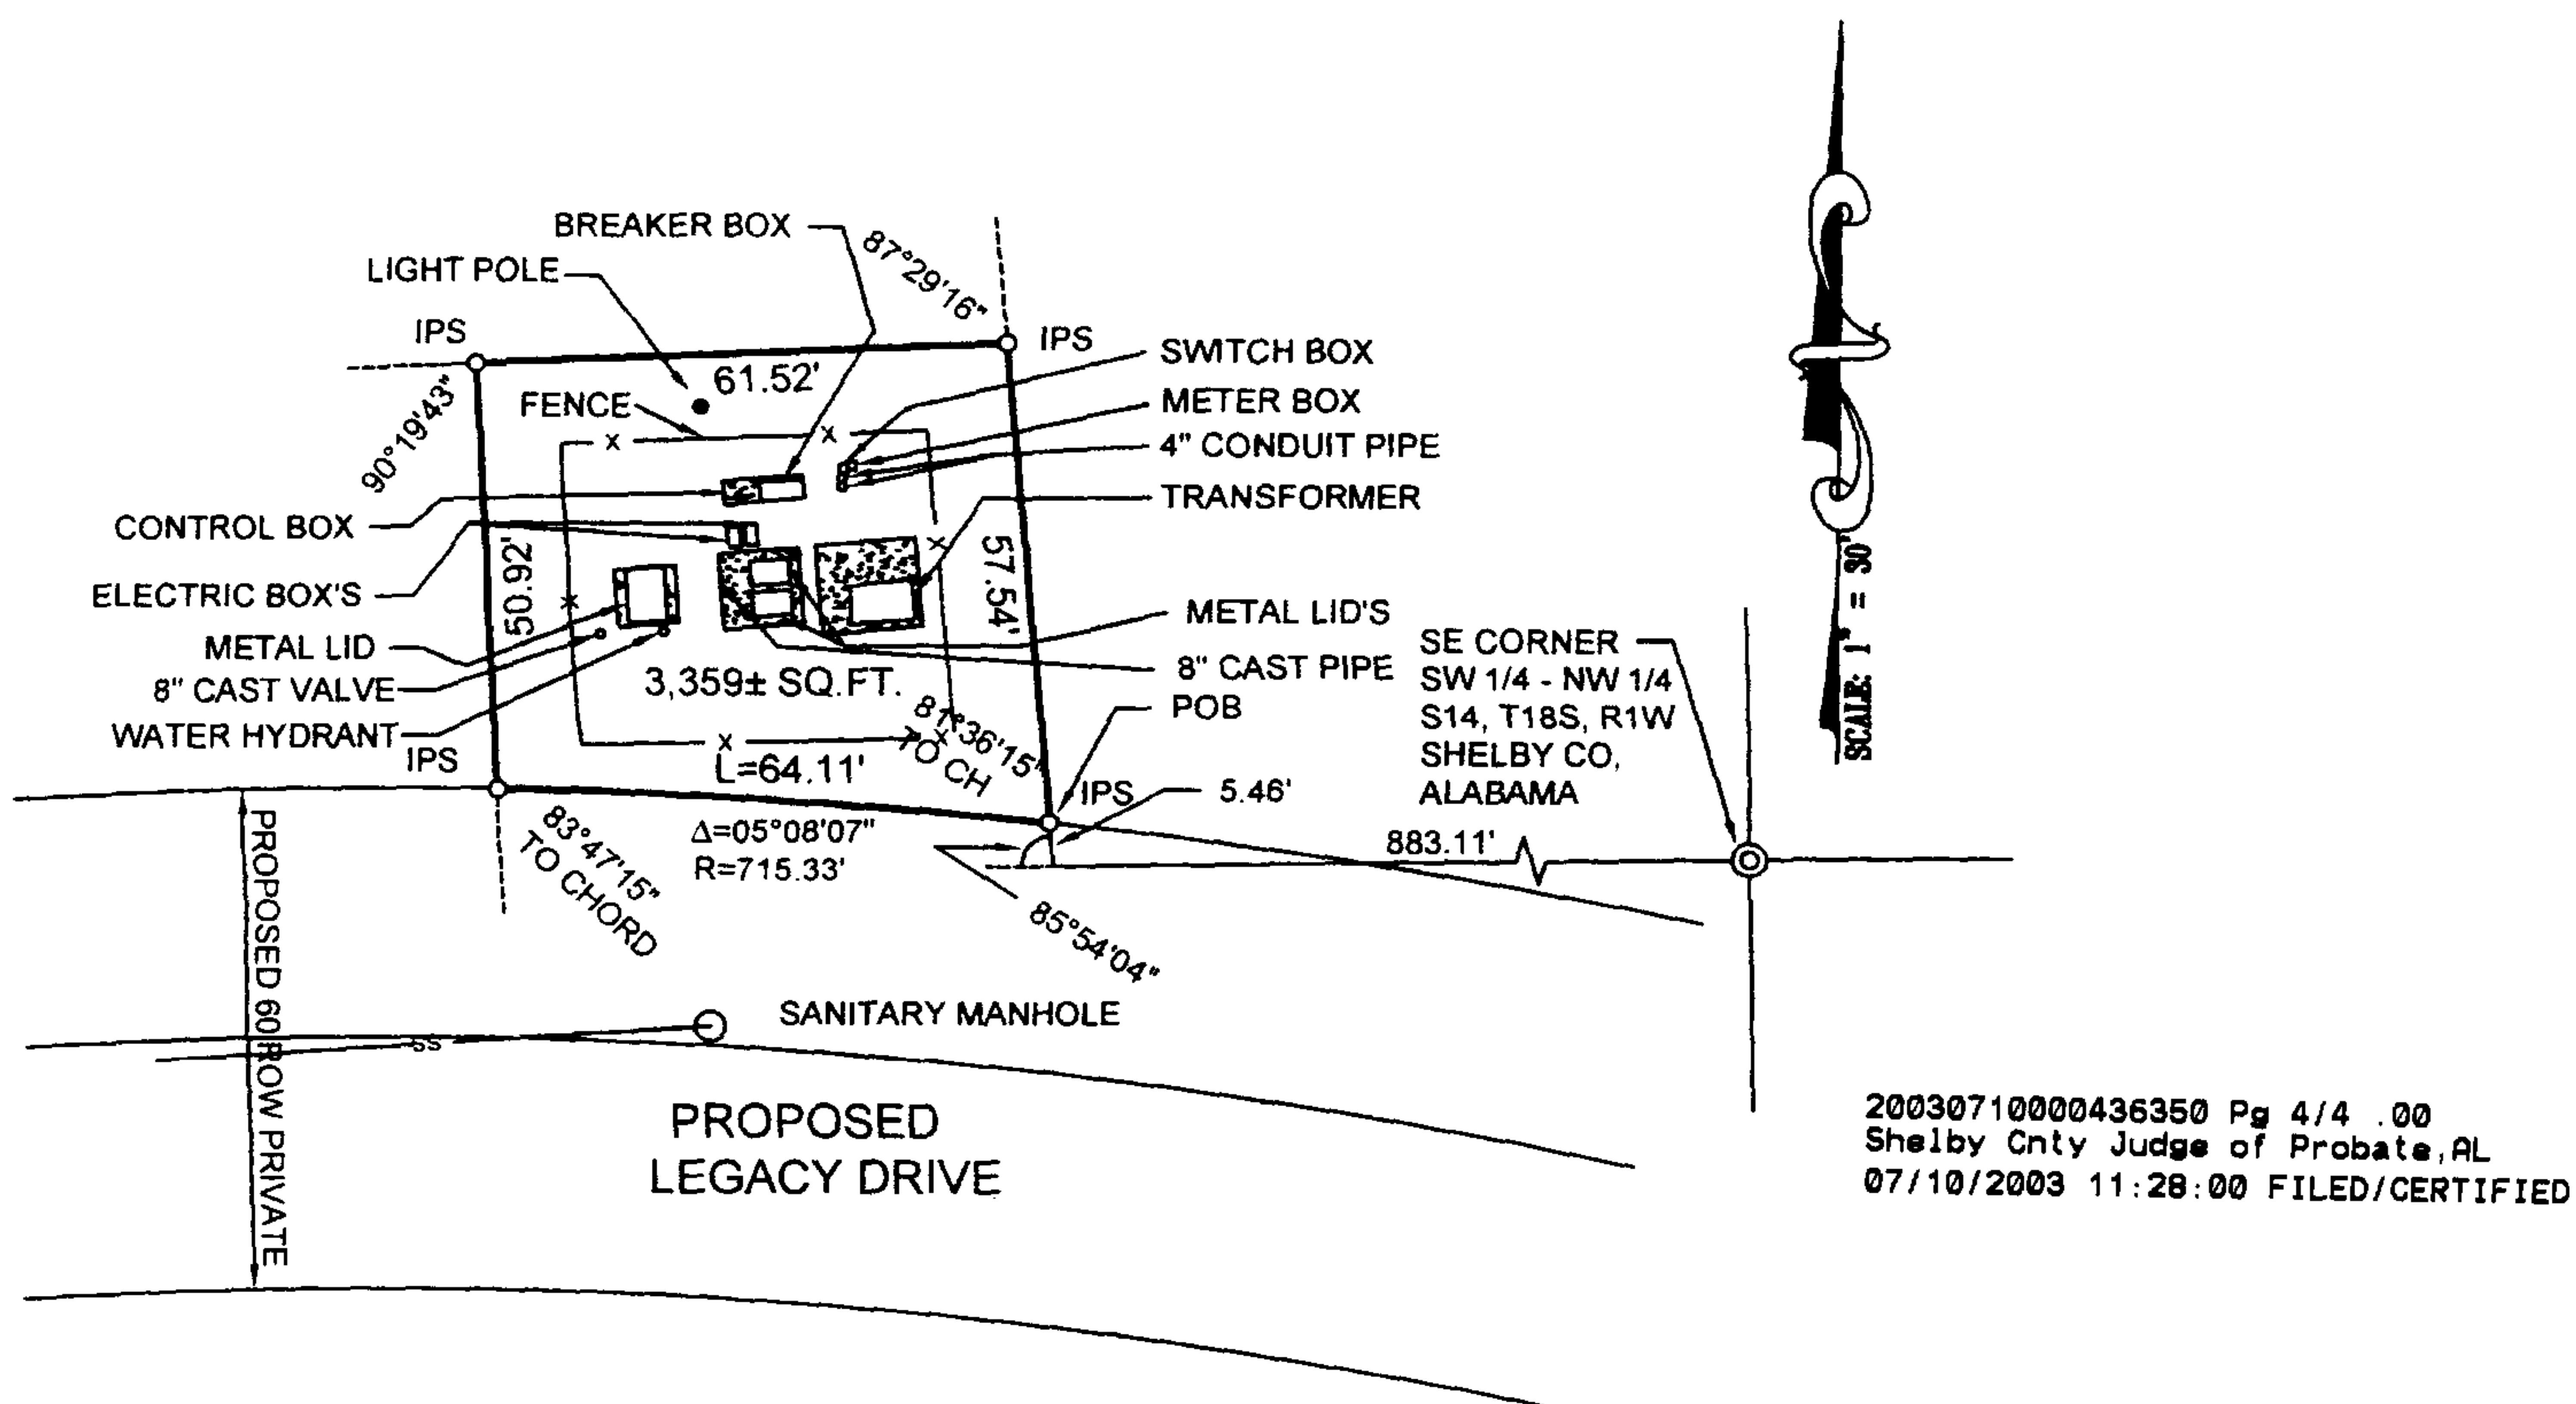 BREAKER BOX
87°29'16"
LIGHT POLE
IPS
IPS
61.52'
SWITCH BOX
FENCE
METER BOX
90°19'43"
4" CONDUIT PIPE
TRANSFORMER
CONTROL BOX
50.92'
57.54'
ELECTRIC BOX'S
METAL LID'S
METAL LID
8" CAST PIPE
8" CAST VALVE
3,359± SQ.FT.
POB
WATER HYDRANT
81°36'15"
TO CH
IPS
L=64.11'
IPS
5.46'
SE CORNER
SW 1/4 - NW 1/4
S14, T18S, R1W
SHELBY CO,
ALABAMA
SCALE: 1" = 30'
883.11'
83°47'15"
TO CHORD
Δ=05°08'07"
R=715.33'
85°54'04"
PROPOSED 60 ROW PRIVATE
SANITARY MANHOLE
SS
PROPOSED
LEGACY DRIVE
20030710000436350 Pg 4/4 .00
Shelby Cnty Judge of Probate,AL
07/10/2003 11:28:00 FILED/CERTIFIED